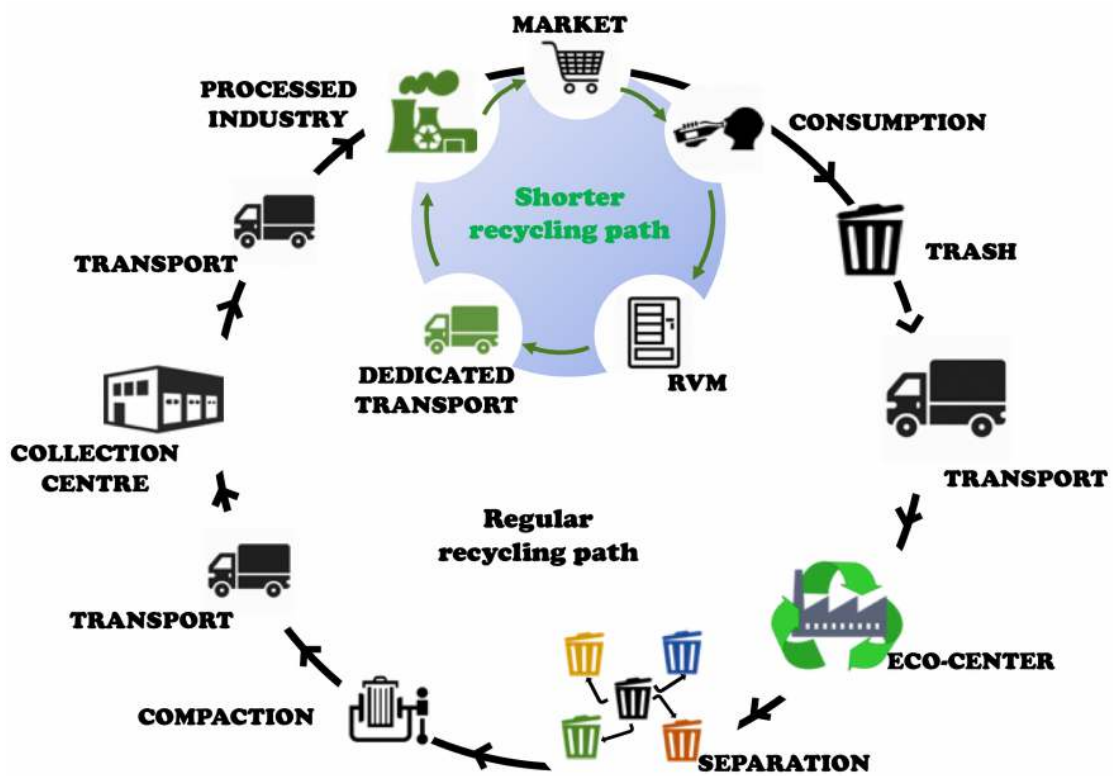 MARKET
PROCESSED
INDUSTRY
CONSUMPTION
Shorter
recycling path
TRASH
TRANSPORT
DEDICATED
TRANSPORT
RVM
COLLECTION
CENTRE
TRANSPORT
Regular
recycling path
TRANSPORT
ECO-CENTER
COMPACTION
SEPARATION